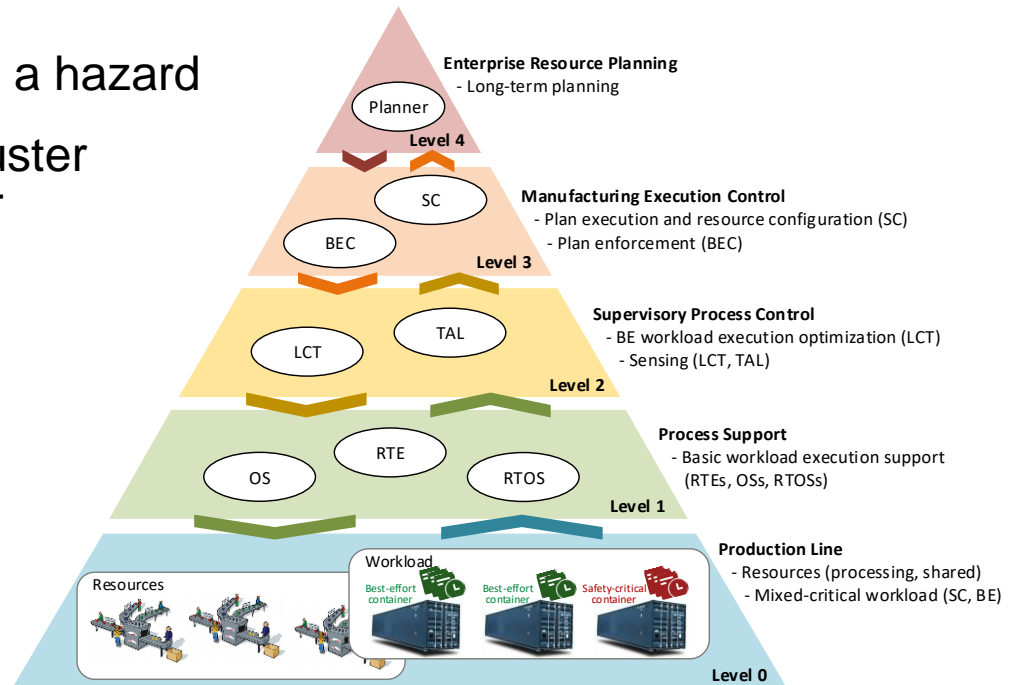 a hazard
uster
Enterprise Resource Planning
- Long-term planning
Planner
Level 4
SC
BEC
Level 3
Manufacturing Execution Control
- Plan execution and resource configuration (SC)
- Plan enforcement (BEC)
LCT
TAL
Level 2
Supervisory Process Control
- BE workload execution optimization (LCT)
- Sensing (LCT, TAL)
RTE
OS
RTOS
Level 1
Process Support
- Basic workload execution support
(RTEs, OSs, RTOSs)
Resources
Workload
Best-effort
container
Best-effort
container
Safety-critical
container
Level 0
Production Line
- Resources (processing, shared)
- Mixed-critical workload (SC, BE)